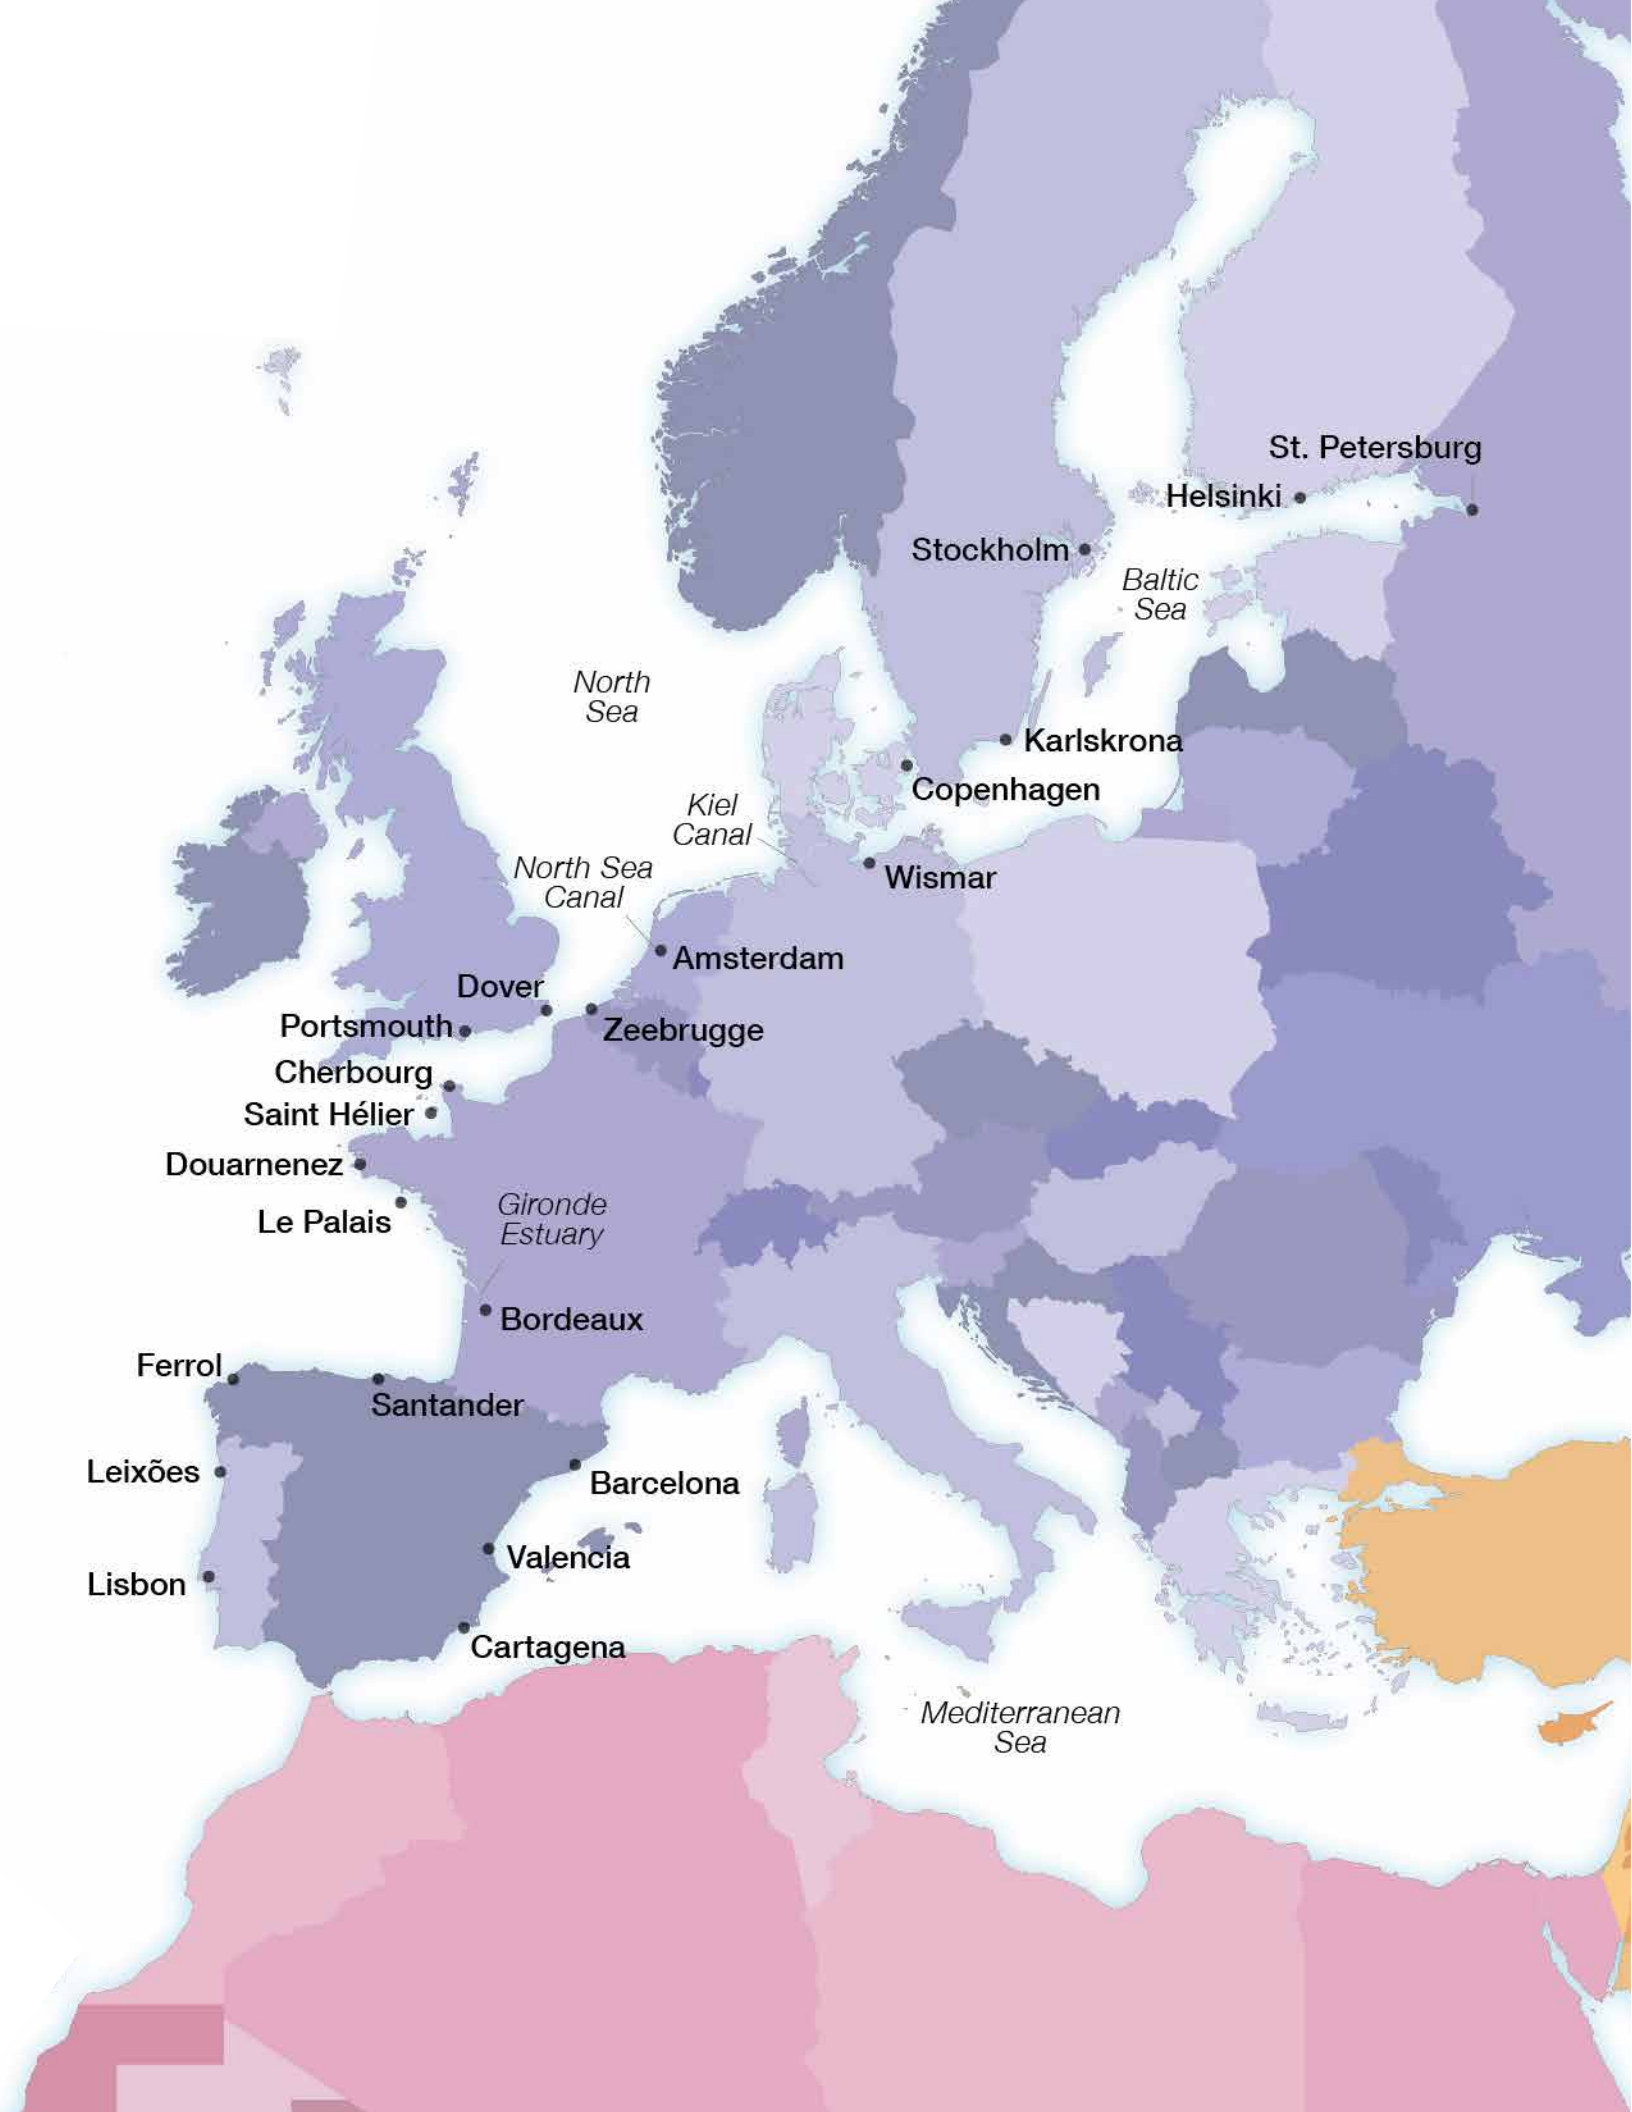 St. Petersburg
Helsinki
Stockholm
Baltic
Sea
North
Sea
Karlskrona
Copenhagen
Kiel
Canal
North Sea
Canal
Wismar
Amsterdam
Dover
Portsmouth
Zeebrugge
Cherbourg
Saint Hélier
Douarnenez
Le Palais
Gironde
Estuary
Bordeaux
Ferrol
Santander
Leixões
Barcelona
Valencia
Lisbon
Cartagena
Mediterranean
Sea